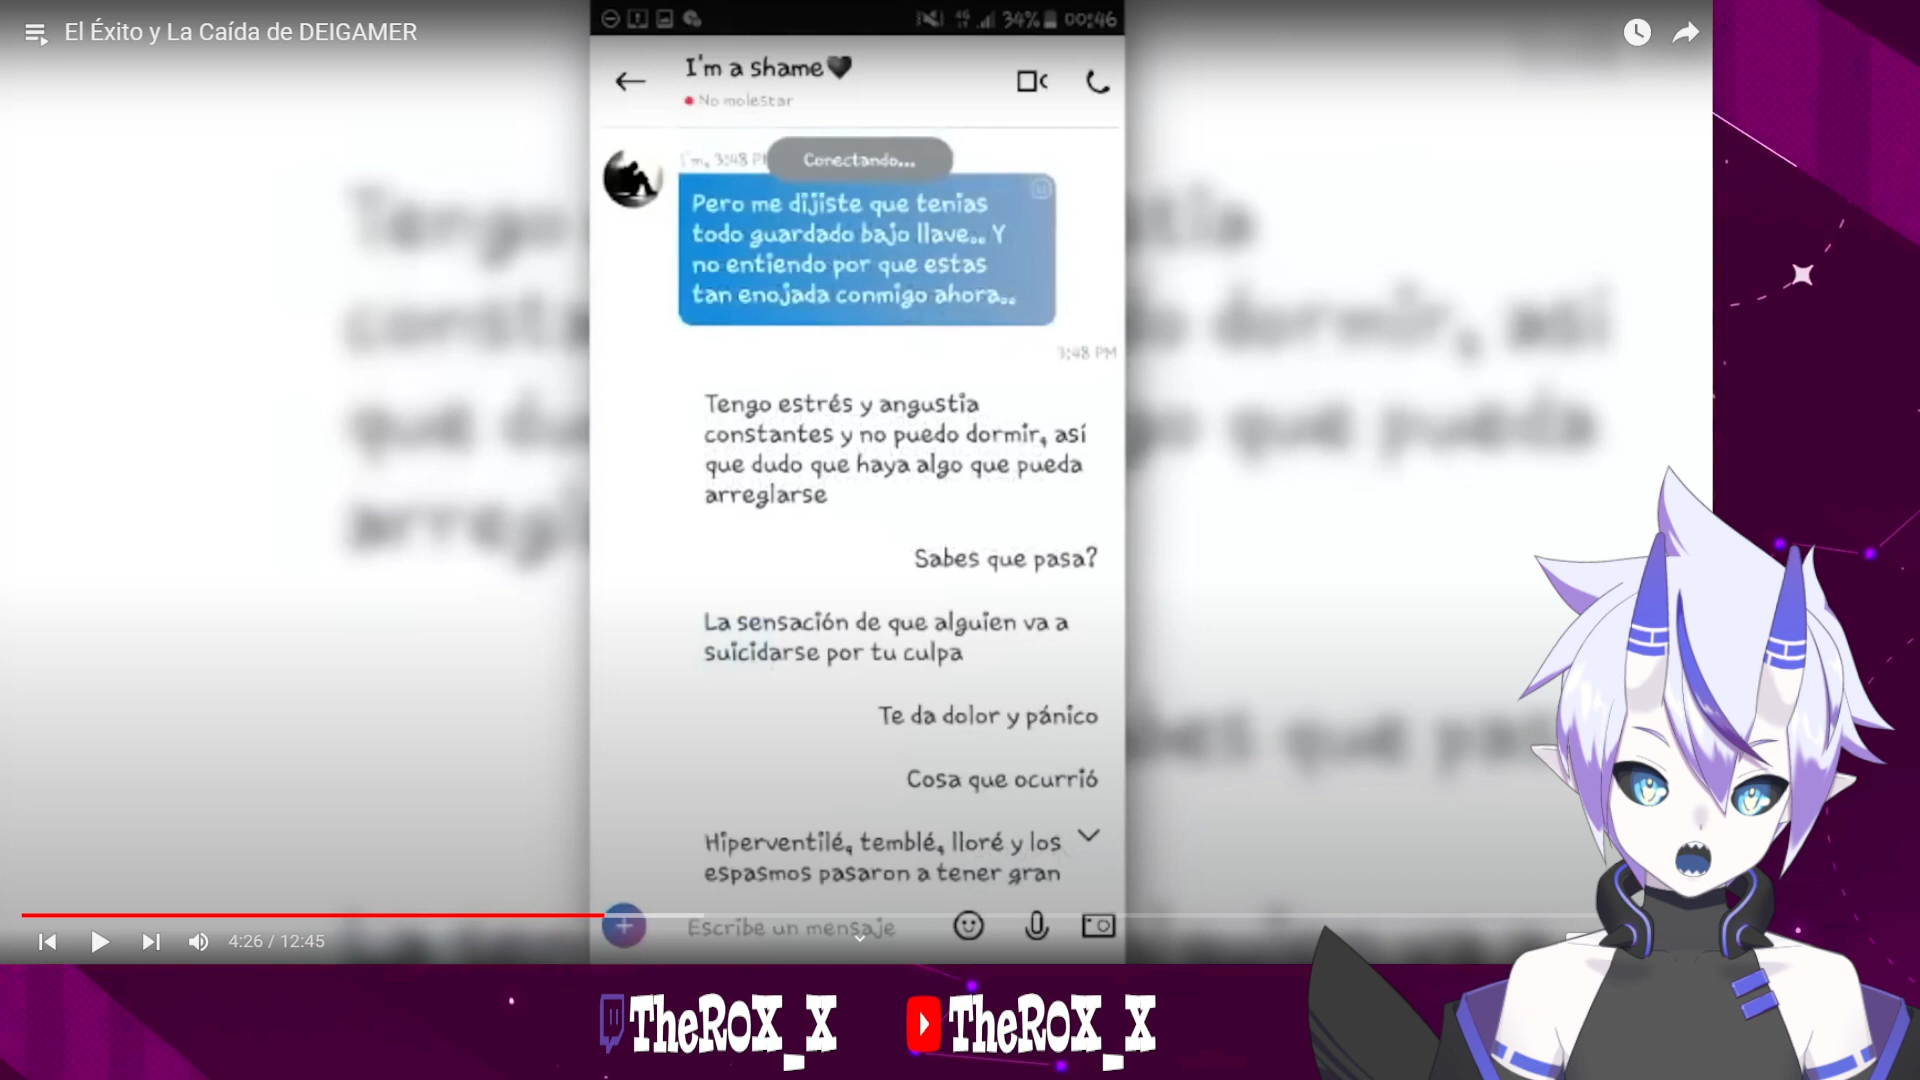 El Éxito y La Caída de DEIGAMER
34% 00:46
I'm a shame🖤
No molestar
I'm, 3:48 PM
Conectando...
Pero me dijiste que tenias
todo guardado bajo llave.. Y
no entiendo por que estas
tan enojada conmigo ahora..
3:48 PM
Tengo estrés y angustia
constantes y no puedo dormir, así
que dudo que haya algo que pueda
arreglarse
Sabes que pasa?
La sensación de que alguien va a
suicidarse por tu culpa
Te da dolor y pánico
Cosa que ocurrió
Hiperventilé, temblé, lloré y los
espasmos pasaron a tener gran
Escribe un mensaje
4:26 / 12:45
TheRoX_X TheRoX_X